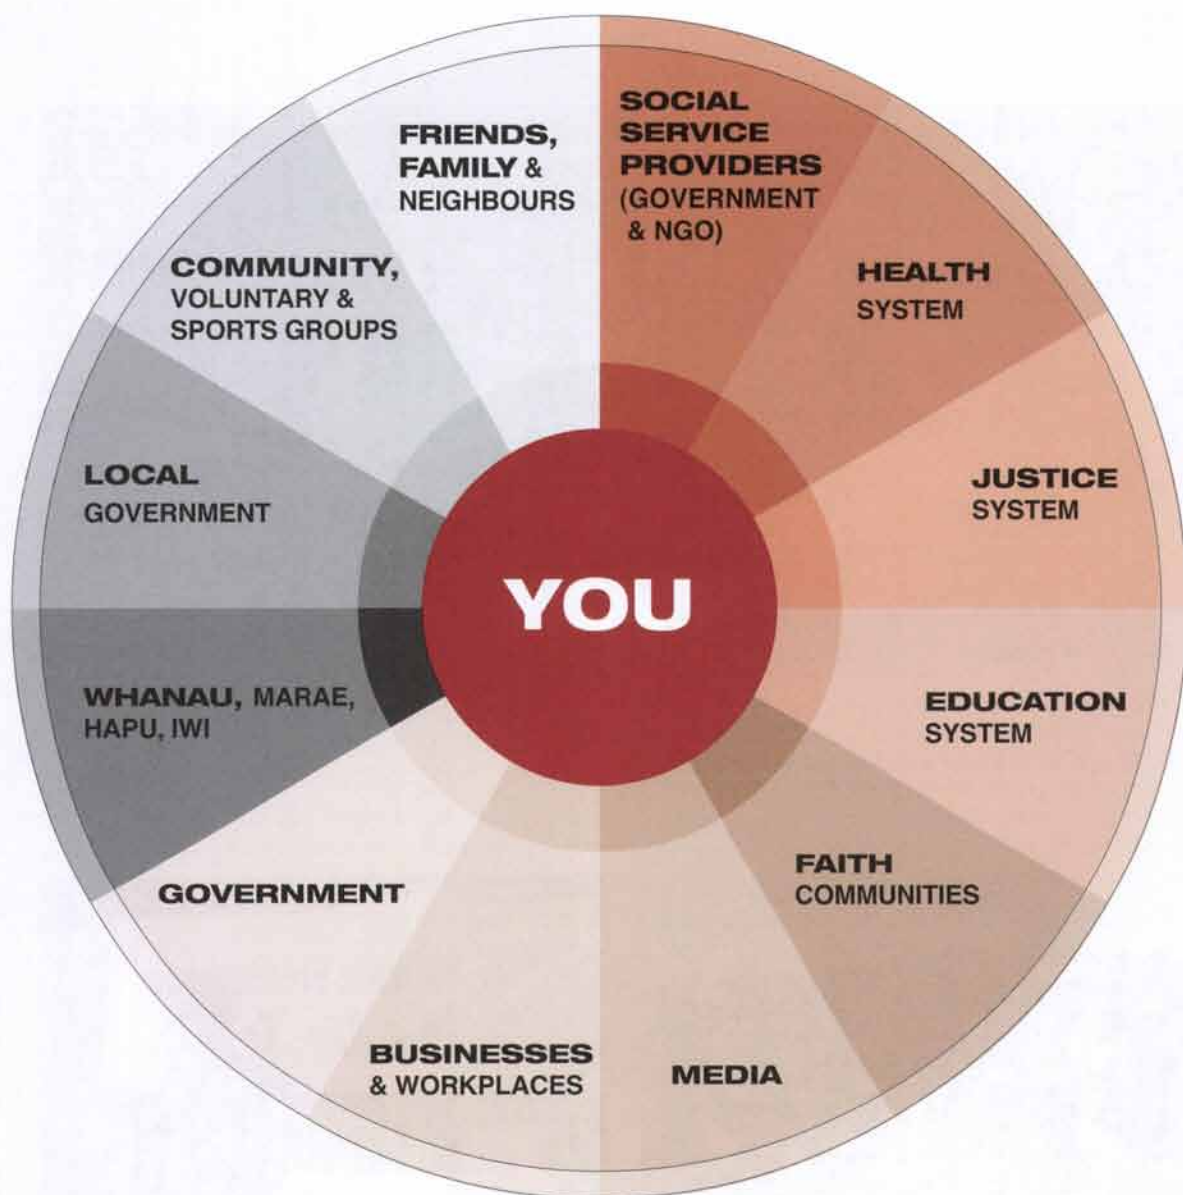 FRIENDS,
FAMILY &
NEIGHBOURS
SOCIAL
SERVICE
PROVIDERS
(GOVERNMENT
& NGO)
HEALTH
SYSTEM
JUSTICE
SYSTEM
EDUCATION
SYSTEM
FAITH
COMMUNITIES
MEDIA
BUSINESSES
& WORKPLACES
GOVERNMENT
WHANAU, MARAE,
HAPU, IWI
LOCAL
GOVERNMENT
COMMUNITY,
VOLUNTARY &
SPORTS GROUPS
YOU